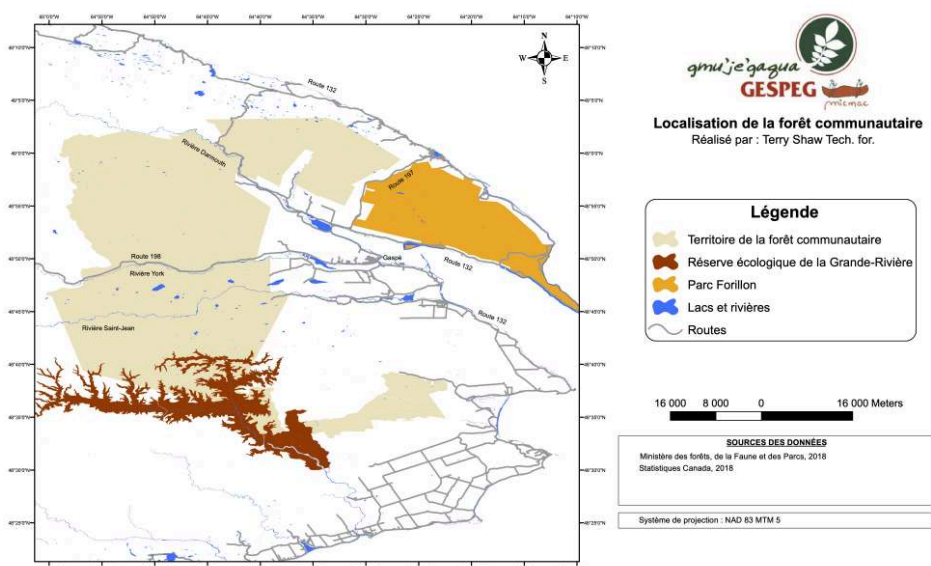 N
W E
S
Route 132
Rivière Darmouth
Route 197
Route 198
Rivière York
Gaspé
Route 132
Route 132
Rivière Saint-Jean
gmu'je'gaqua
GESPEG
micmac
Localisation de la forêt communautaire
Réalisé par : Terry Shaw Tech. for.
Légende
Territoire de la forêt communautaire
Réserve écologique de la Grande-Rivière
Parc Forillon
Lacs et rivières
Routes
16 000 8 000 0 16 000 Meters
SOURCES DES DONNÉES
Ministère des forêts, de la Faune et des Parcs, 2018
Statistiques Canada, 2018
Système de projection : NAD 83 MTM 5